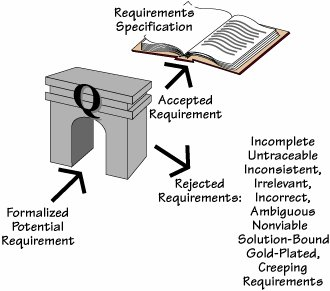 Requirements
Specification
Q
Accepted
Requirement
Formalized
Potential
Requirement
Rejected
Requirements:
Incomplete
Untraceable
Inconsistent,
Irrelevant,
Incorrect,
Ambiguous
Nonviable
Solution-Bound
Gold-Plated,
Creeping
Requirements